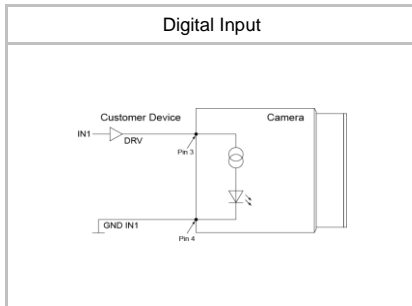 Digital Input
Customer Device
Camera
IN1
DRV
Pin 3
GND IN1
Pin 4